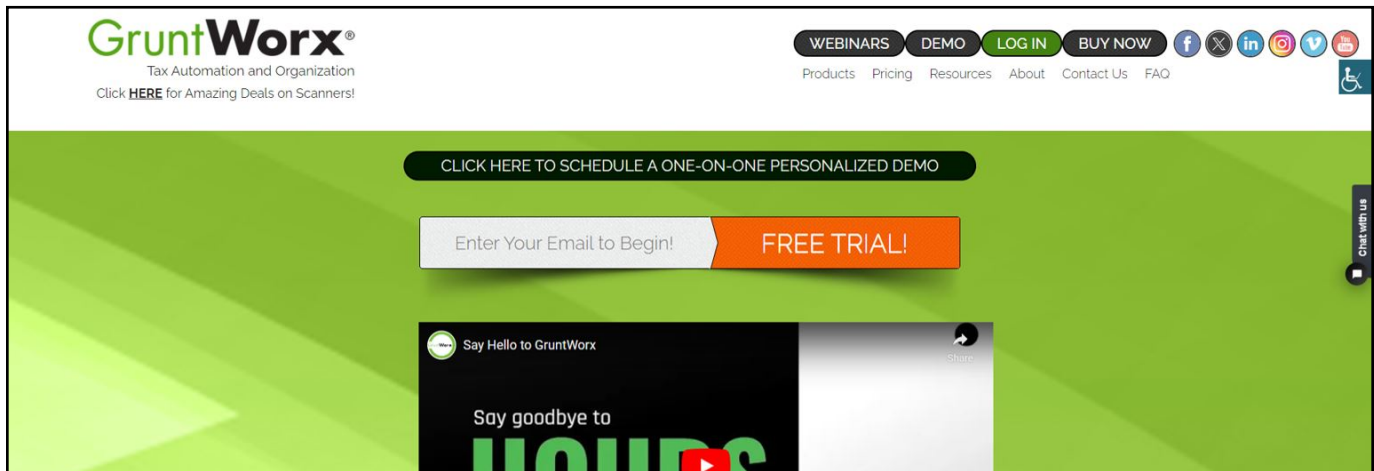 GruntWorx®
Tax Automation and Organization
Click HERE for Amazing Deals on Scanners!
WEBINARS DEMO LOG IN BUY NOW
Products Pricing Resources About Contact Us FAQ
CLICK HERE TO SCHEDULE A ONE-ON-ONE PERSONALIZED DEMO
Enter Your Email to Begin! FREE TRIAL!
Chat with us
Say Hello to GruntWorx
Share
Say goodbye to
HOURS